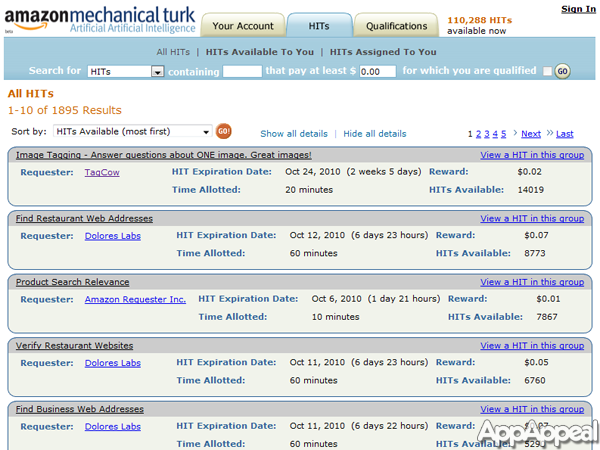 Sign In
amazonmechanical turk
beta
Artificial Artificial Intelligence
Your Account
HITs
Qualifications
110,288 HITs
available now
All HITs | HITs Available To You | HITs Assigned To You
Search for HITs containing that pay at least $ 0.00 for which you are qualified GO
All HITs
1-10 of 1895 Results
Sort by: HITs Available (most first) GO! Show all details | Hide all details 1 2 3 4 5 > Next >> Last
Image Tagging - Answer questions about ONE image. Great images! View a HIT in this group
Requester: TagCow HIT Expiration Date: Oct 24, 2010 (2 weeks 5 days) Reward: $0.02
Time Allotted: 20 minutes HITs Available: 14019
Find Restaurant Web Addresses View a HIT in this group
Requester: Dolores Labs HIT Expiration Date: Oct 12, 2010 (6 days 23 hours) Reward: $0.07
Time Allotted: 60 minutes HITs Available: 8773
Product Search Relevance View a HIT in this group
Requester: Amazon Requester Inc. HIT Expiration Date: Oct 6, 2010 (1 day 21 hours) Reward: $0.01
Time Allotted: 10 minutes HITs Available: 7867
Verify Restaurant Websites View a HIT in this group
Requester: Dolores Labs HIT Expiration Date: Oct 11, 2010 (6 days 23 hours) Reward: $0.05
Time Allotted: 60 minutes HITs Available: 6760
Find Business Web Addresses View a HIT in this group
Requester: Dolores Labs HIT Expiration Date: Oct 11, 2010 (6 days 22 hours) Reward:
Time Allotted: 60 minutes HITs Available:
AppAppeal